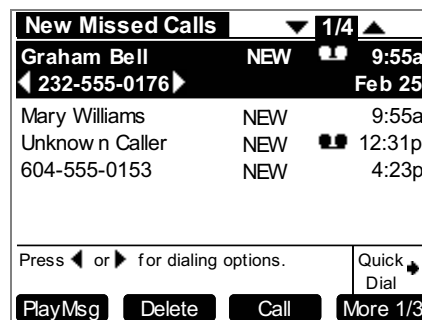 New Missed Calls 1/4
Graham Bell NEW 9:55a
232-555-0176 Feb 25
Mary Williams NEW 9:55a
Unknown Caller NEW 12:31p
604-555-0153 NEW 4:23p
Press or for dialing options. Quick
Dial
PlayMsg Delete Call More 1/3